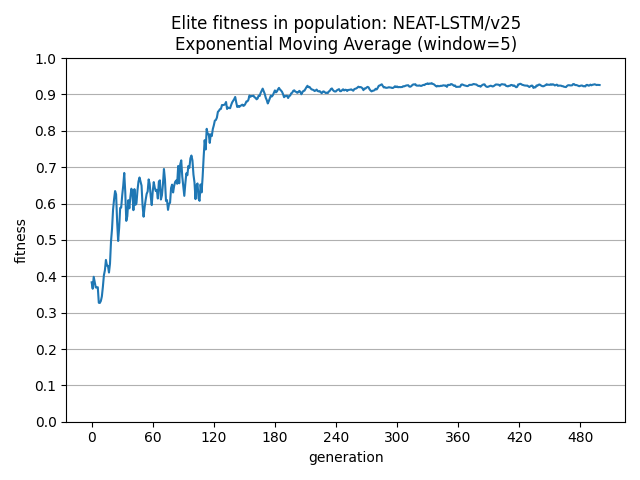 Elite fitness in population: NEAT-LSTM/v25
Exponential Moving Average (window=5)
1.0
0.9
0.8
0.7
0.6
0.5
0.4
0.3
0.2
0.1
0.0
fitness
0 60 120 180 240 300 360 420 480
generation